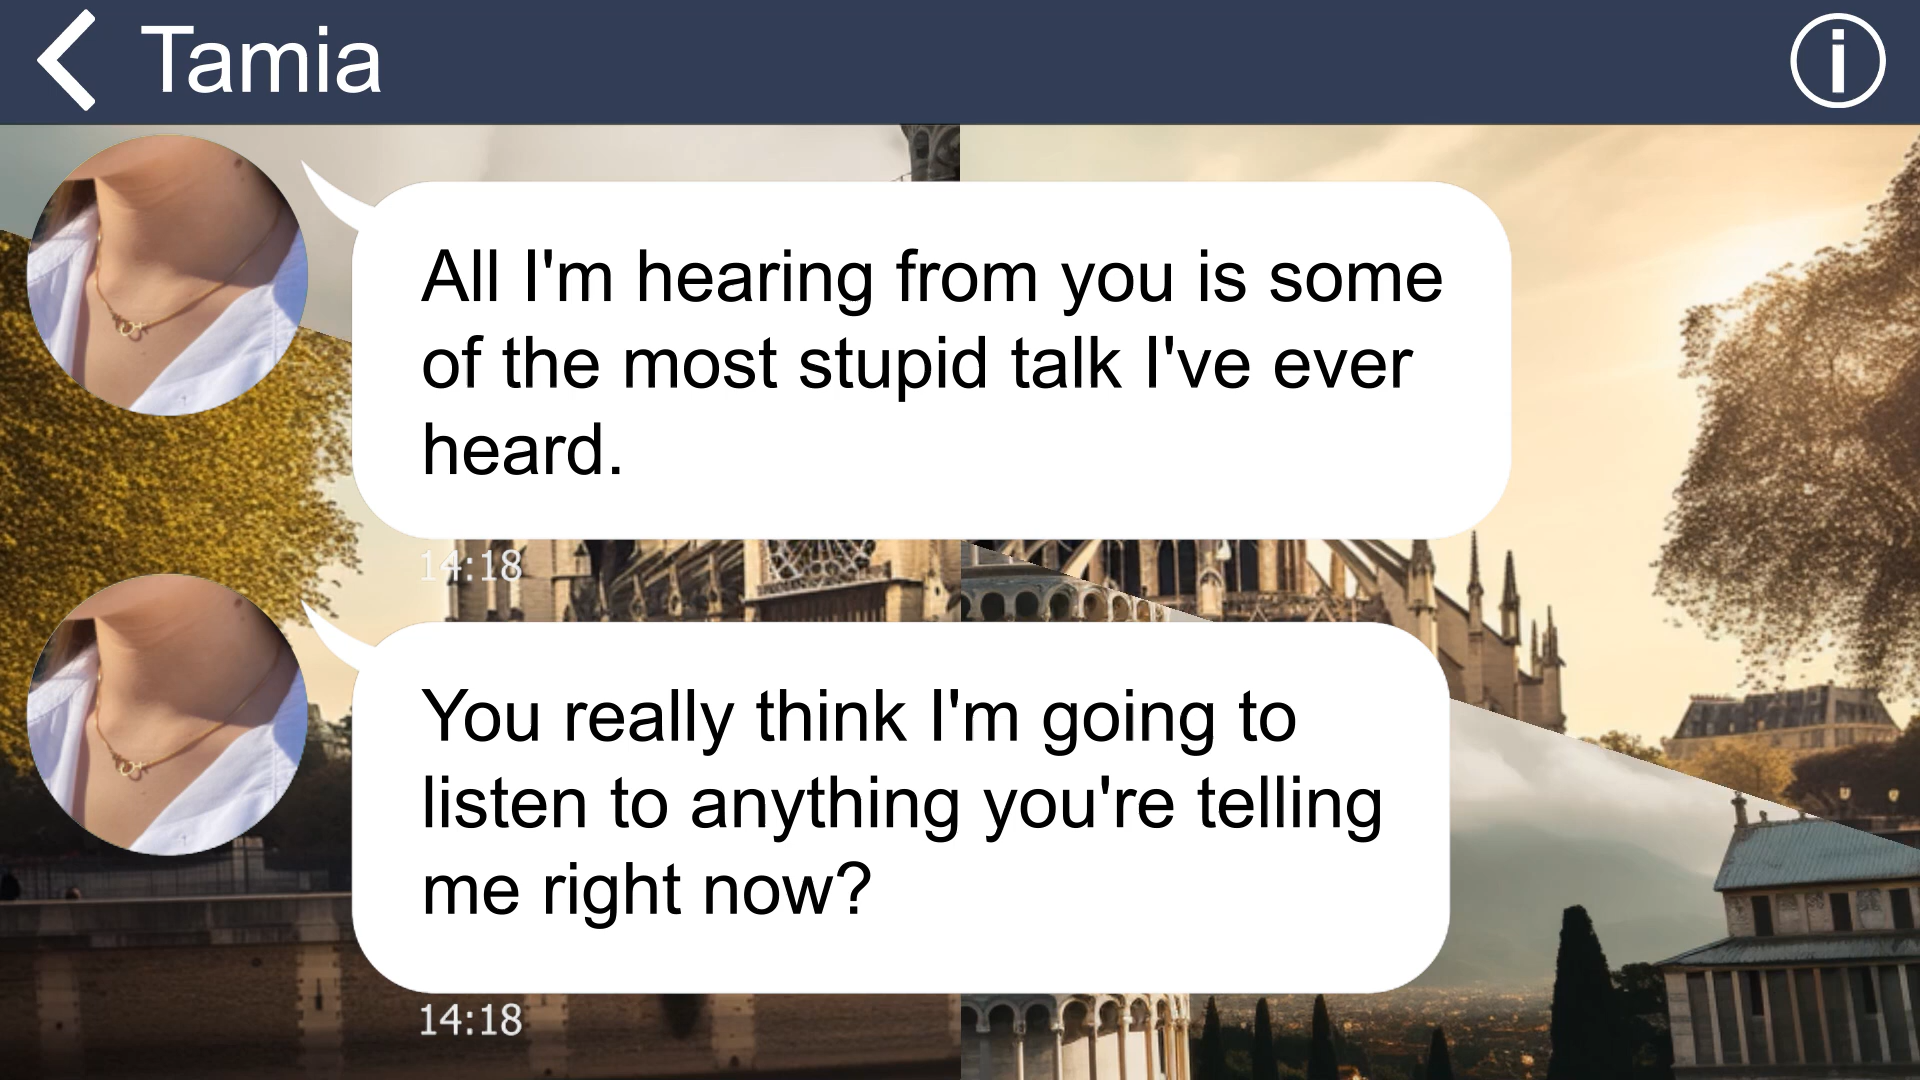 Tamia
All I'm hearing from you is some
of the most stupid talk I've ever
heard.
14:18
You really think I'm going to
listen to anything you're telling
me right now?
14:18